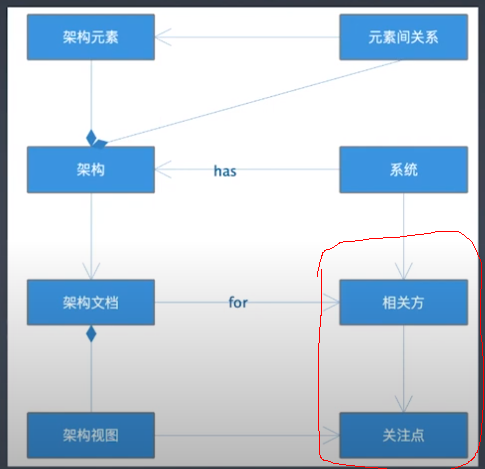 架构元素
元素间关系
架构
has
系统
架构文档
for
相关方
架构视图
关注点